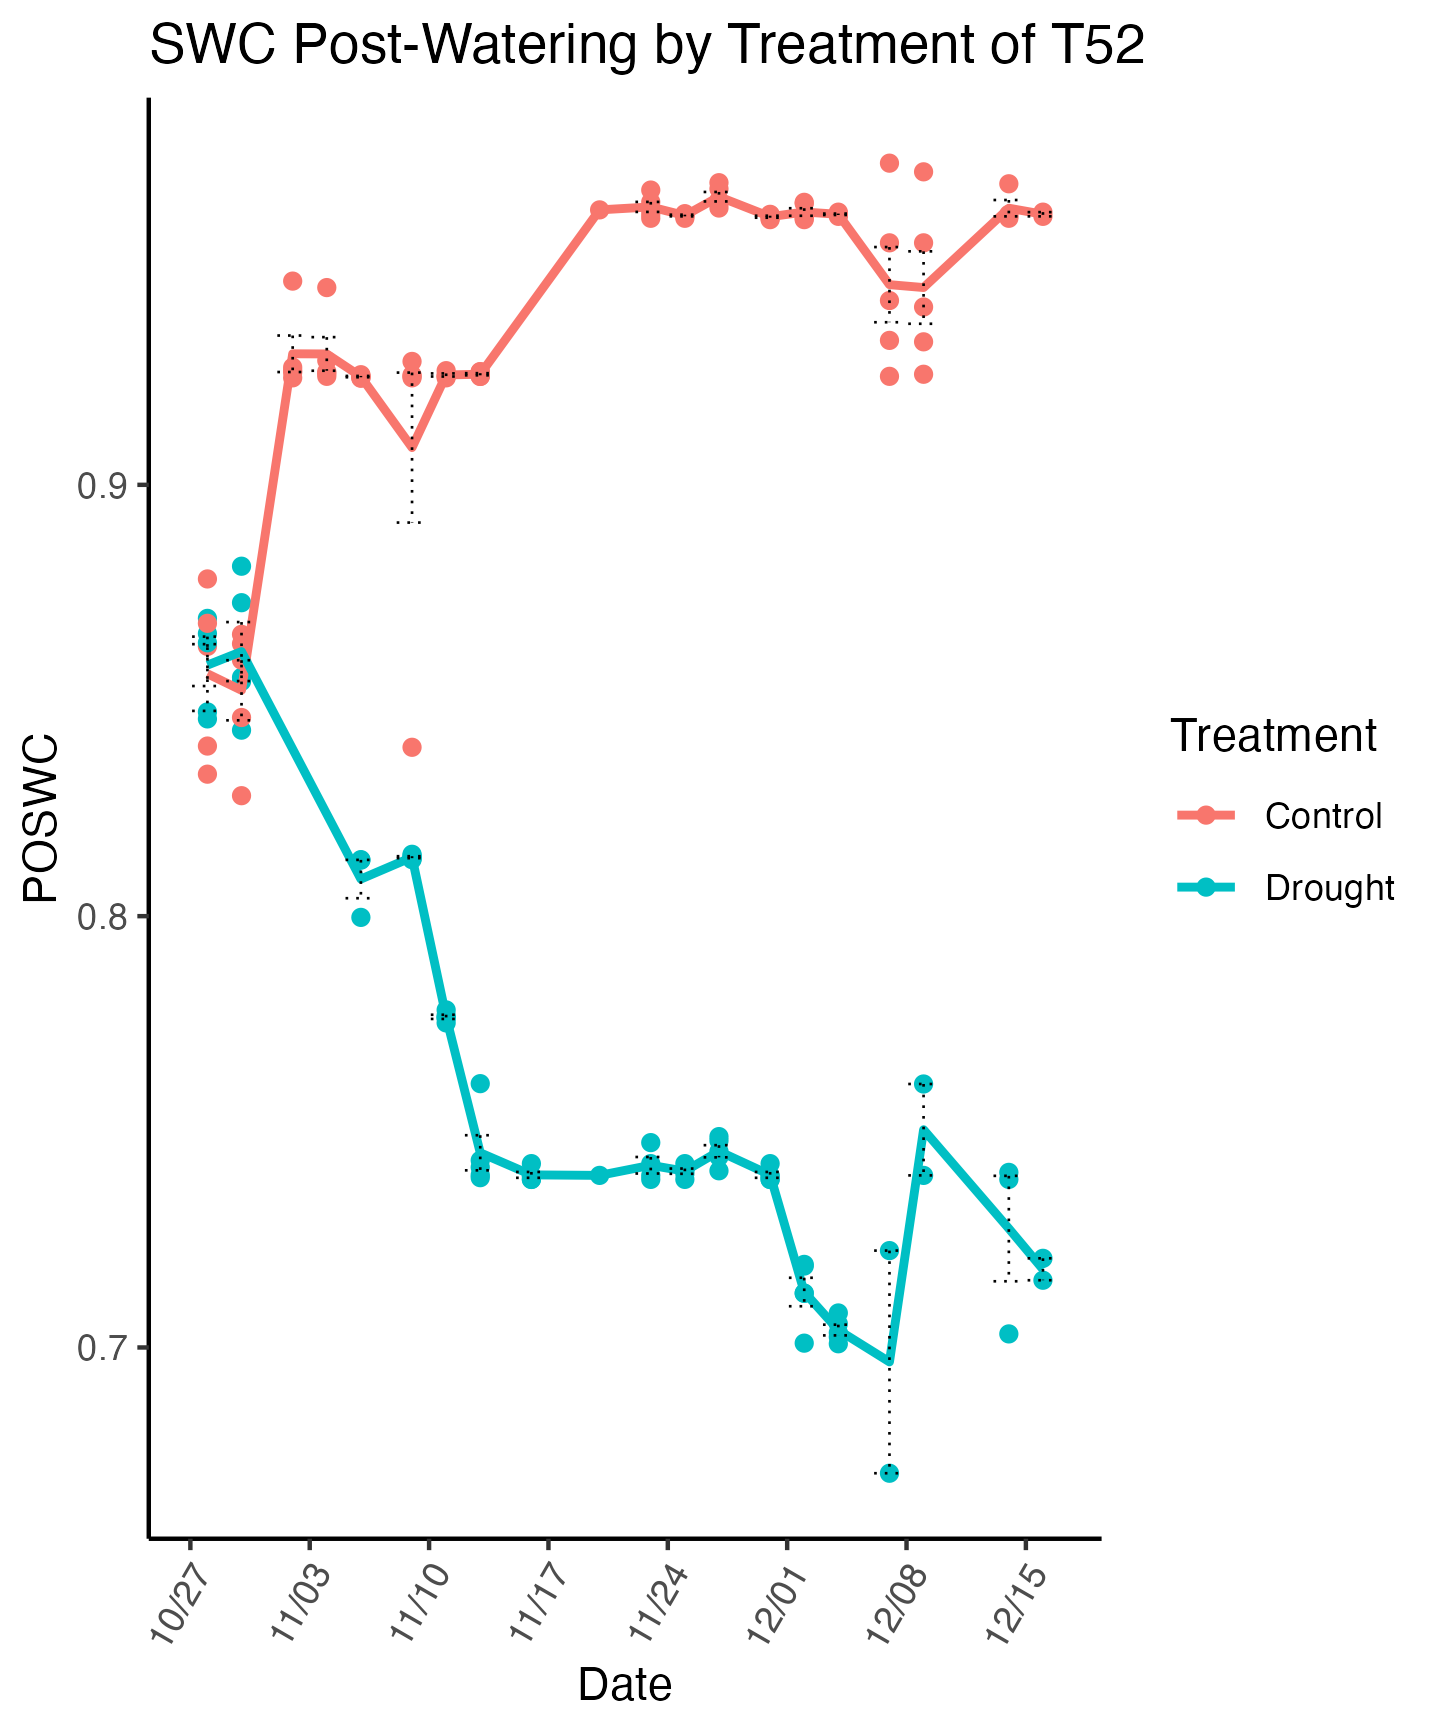 SWC Post-Watering by Treatment of T52
POSWC
0.9
0.8
0.7
10/27
11/03
11/10
11/17
11/24
12/01
12/08
12/15
Date
Treatment
Control
Drought